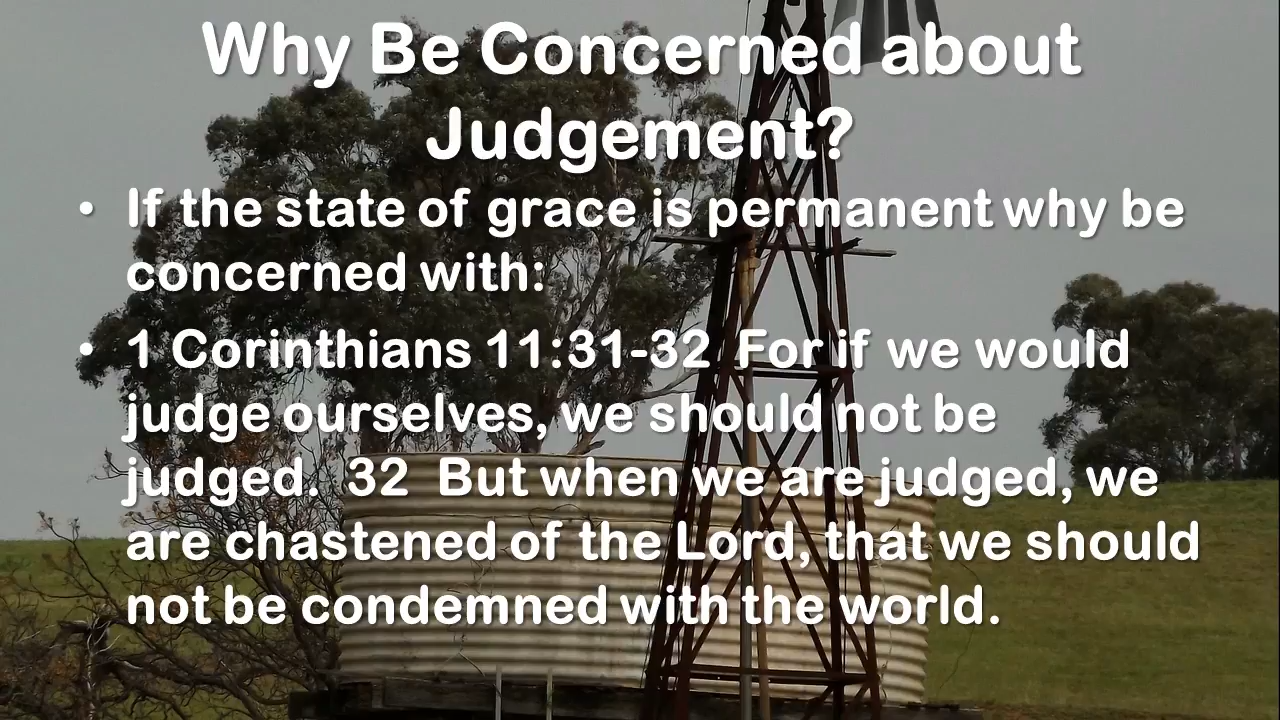 Why Be Concerned about
Judgement?
• If the state of grace is permanent why be
concerned with:
• 1 Corinthians 11:31-32  For if we would
judge ourselves, we should not be
judged.  32  But when we are judged, we
are chastened of the Lord, that we should
not be condemned with the world.